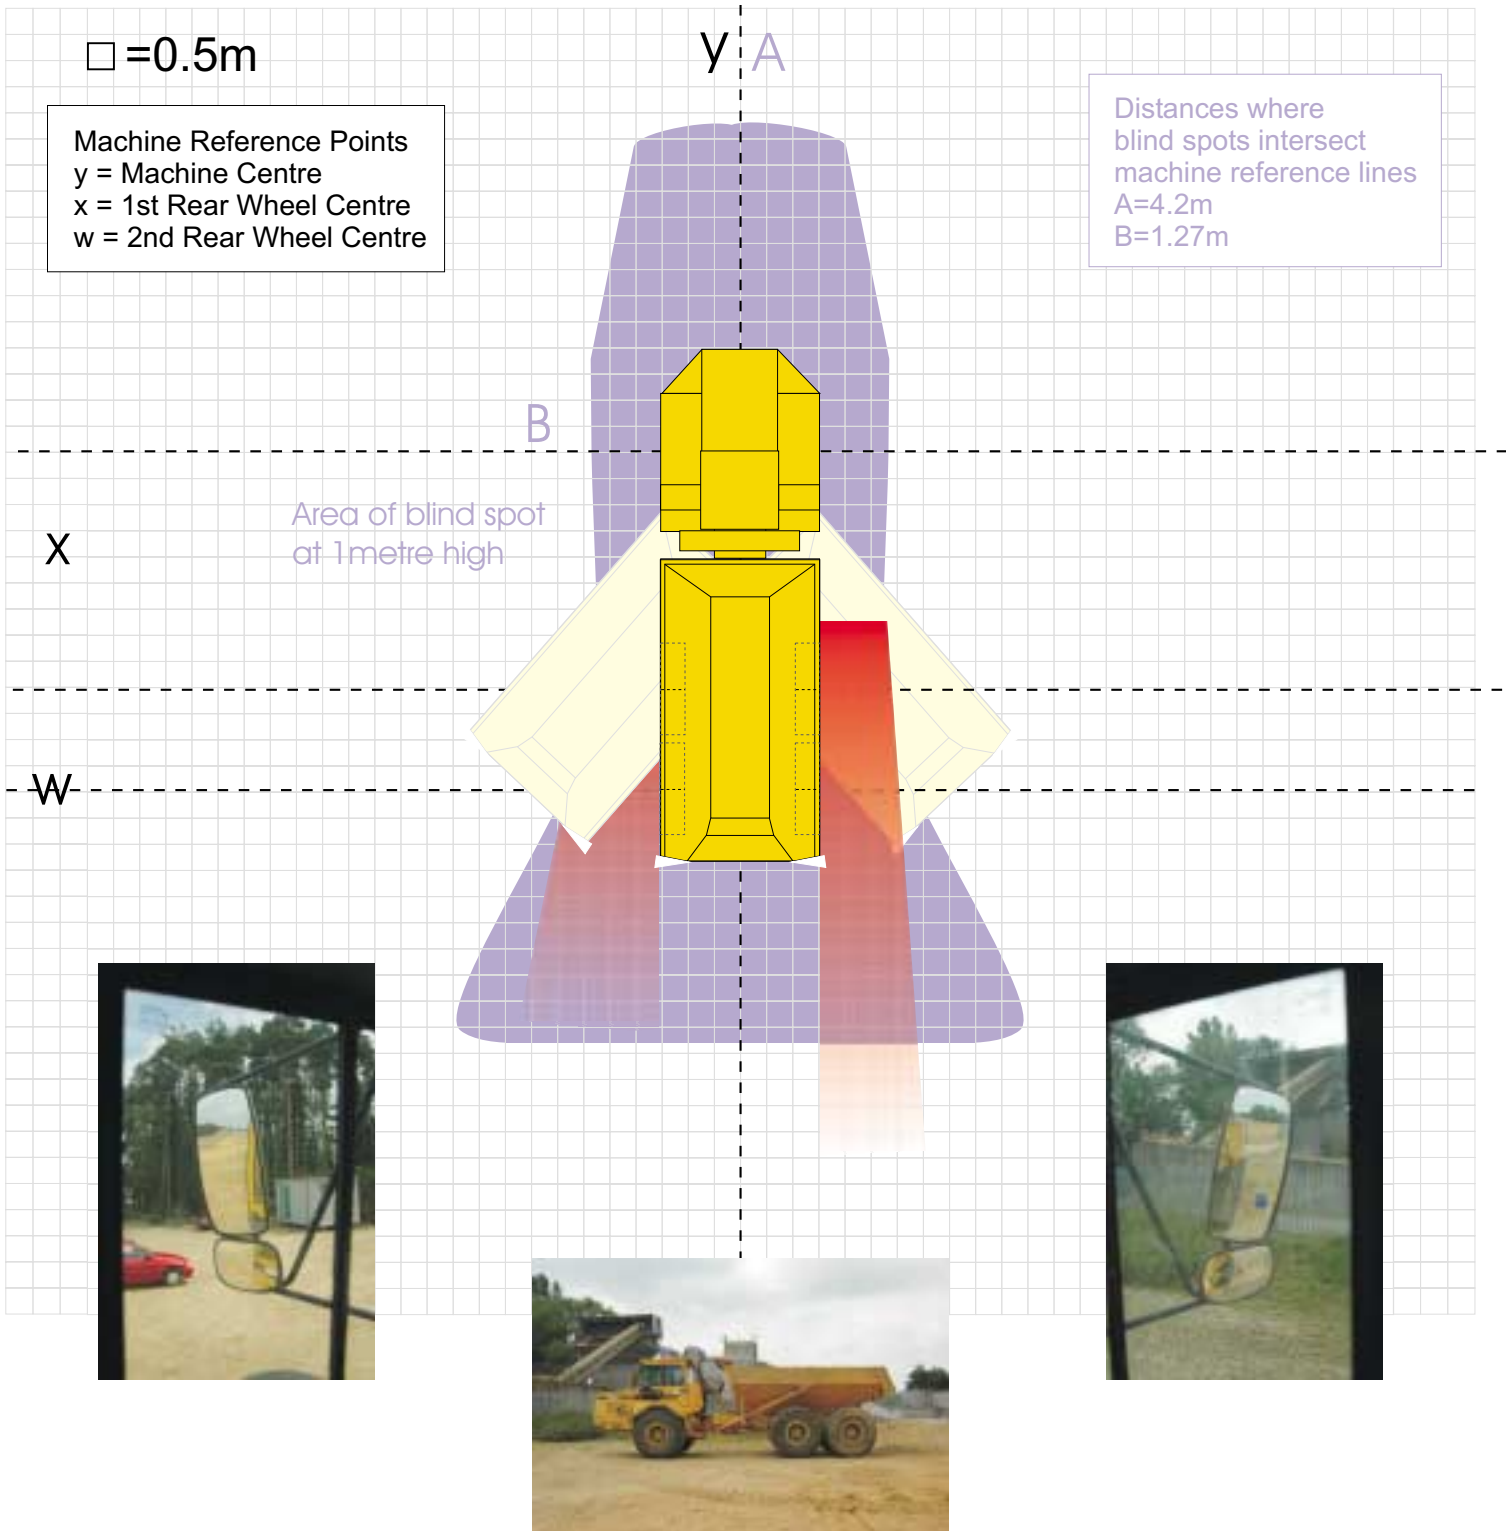 □ =0.5m
y A
Machine Reference Points
y = Machine Centre
x = 1st Rear Wheel Centre
w = 2nd Rear Wheel Centre
Distances where
blind spots intersect
machine reference lines
A=4.2m
B=1.27m
B
Area of blind spot
at 1metre high
X
W